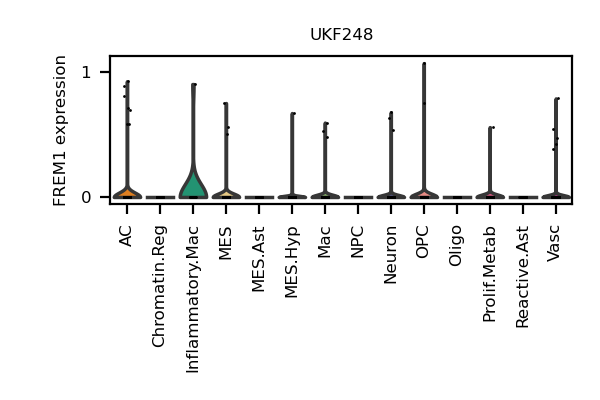 UKF248
FREM1 expression
1
0
AC
Chromatin.Reg
Inflammatory.Mac
MES
MES.Ast
MES.Hyp
Mac
NPC
Neuron
OPC
Oligo
Prolif.Metab
Reactive.Ast
Vasc